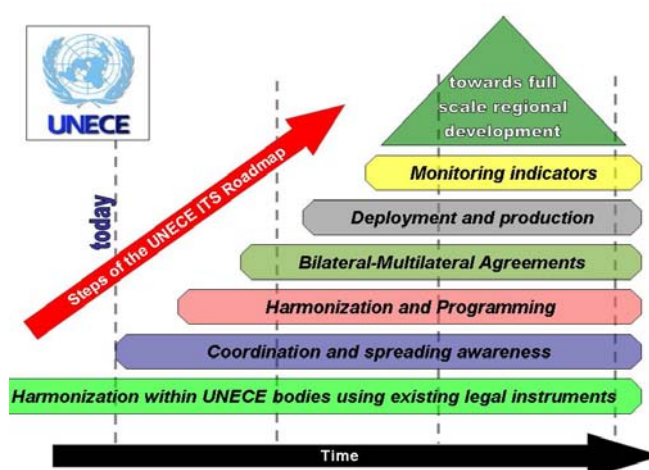 UNECE
towards full
scale regional
development
Monitoring indicators
today
Steps of the UNECE ITS Roadmap
Deployment and production
Bilateral-Multilateral Agreements
Harmonization and Programming
Coordination and spreading awareness
Harmonization within UNECE bodies using existing legal instruments
Time